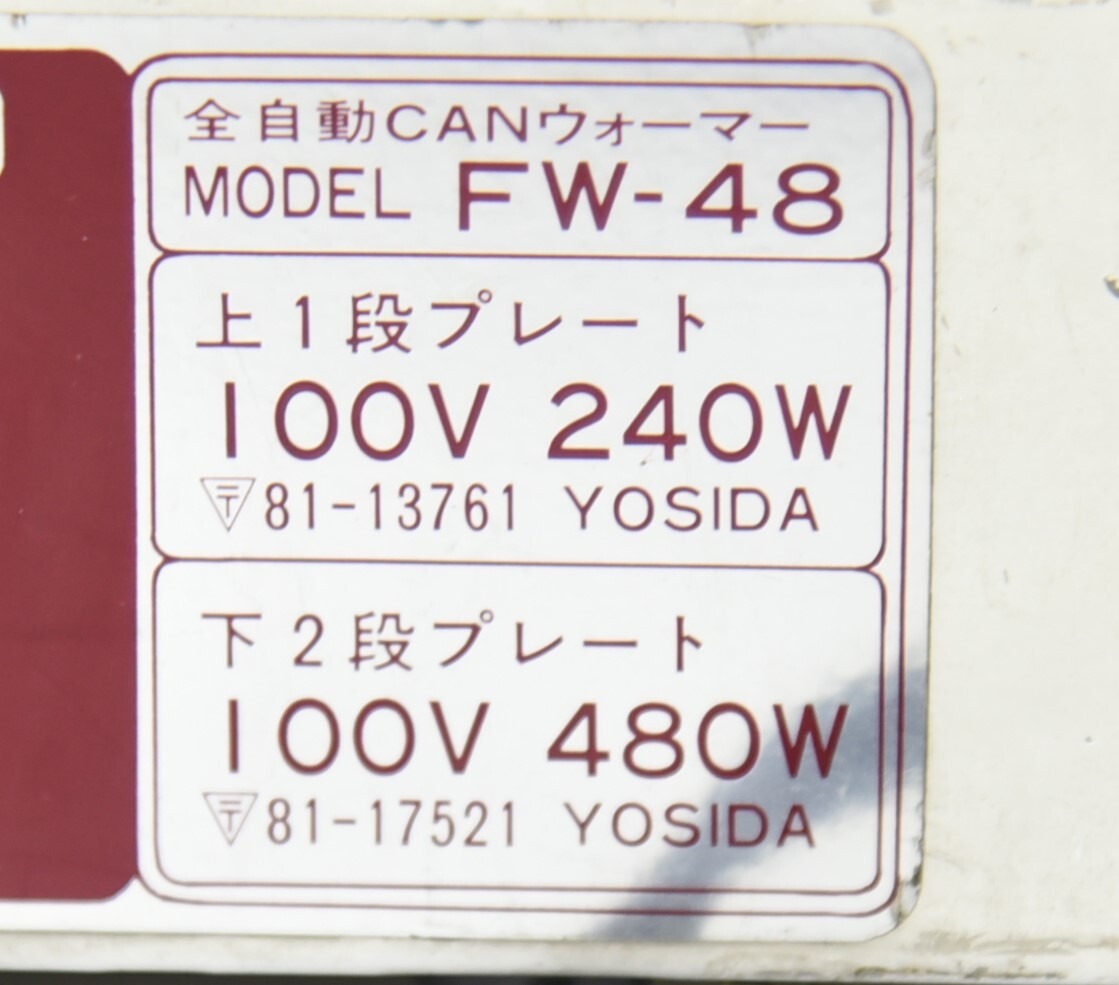 全自動CANウォーマー
MODEL FW-48
上1段プレート
100V 240W
〒81-13761 YOSIDA
下2段プレート
100V 480W
〒81-17521 YOSIDA